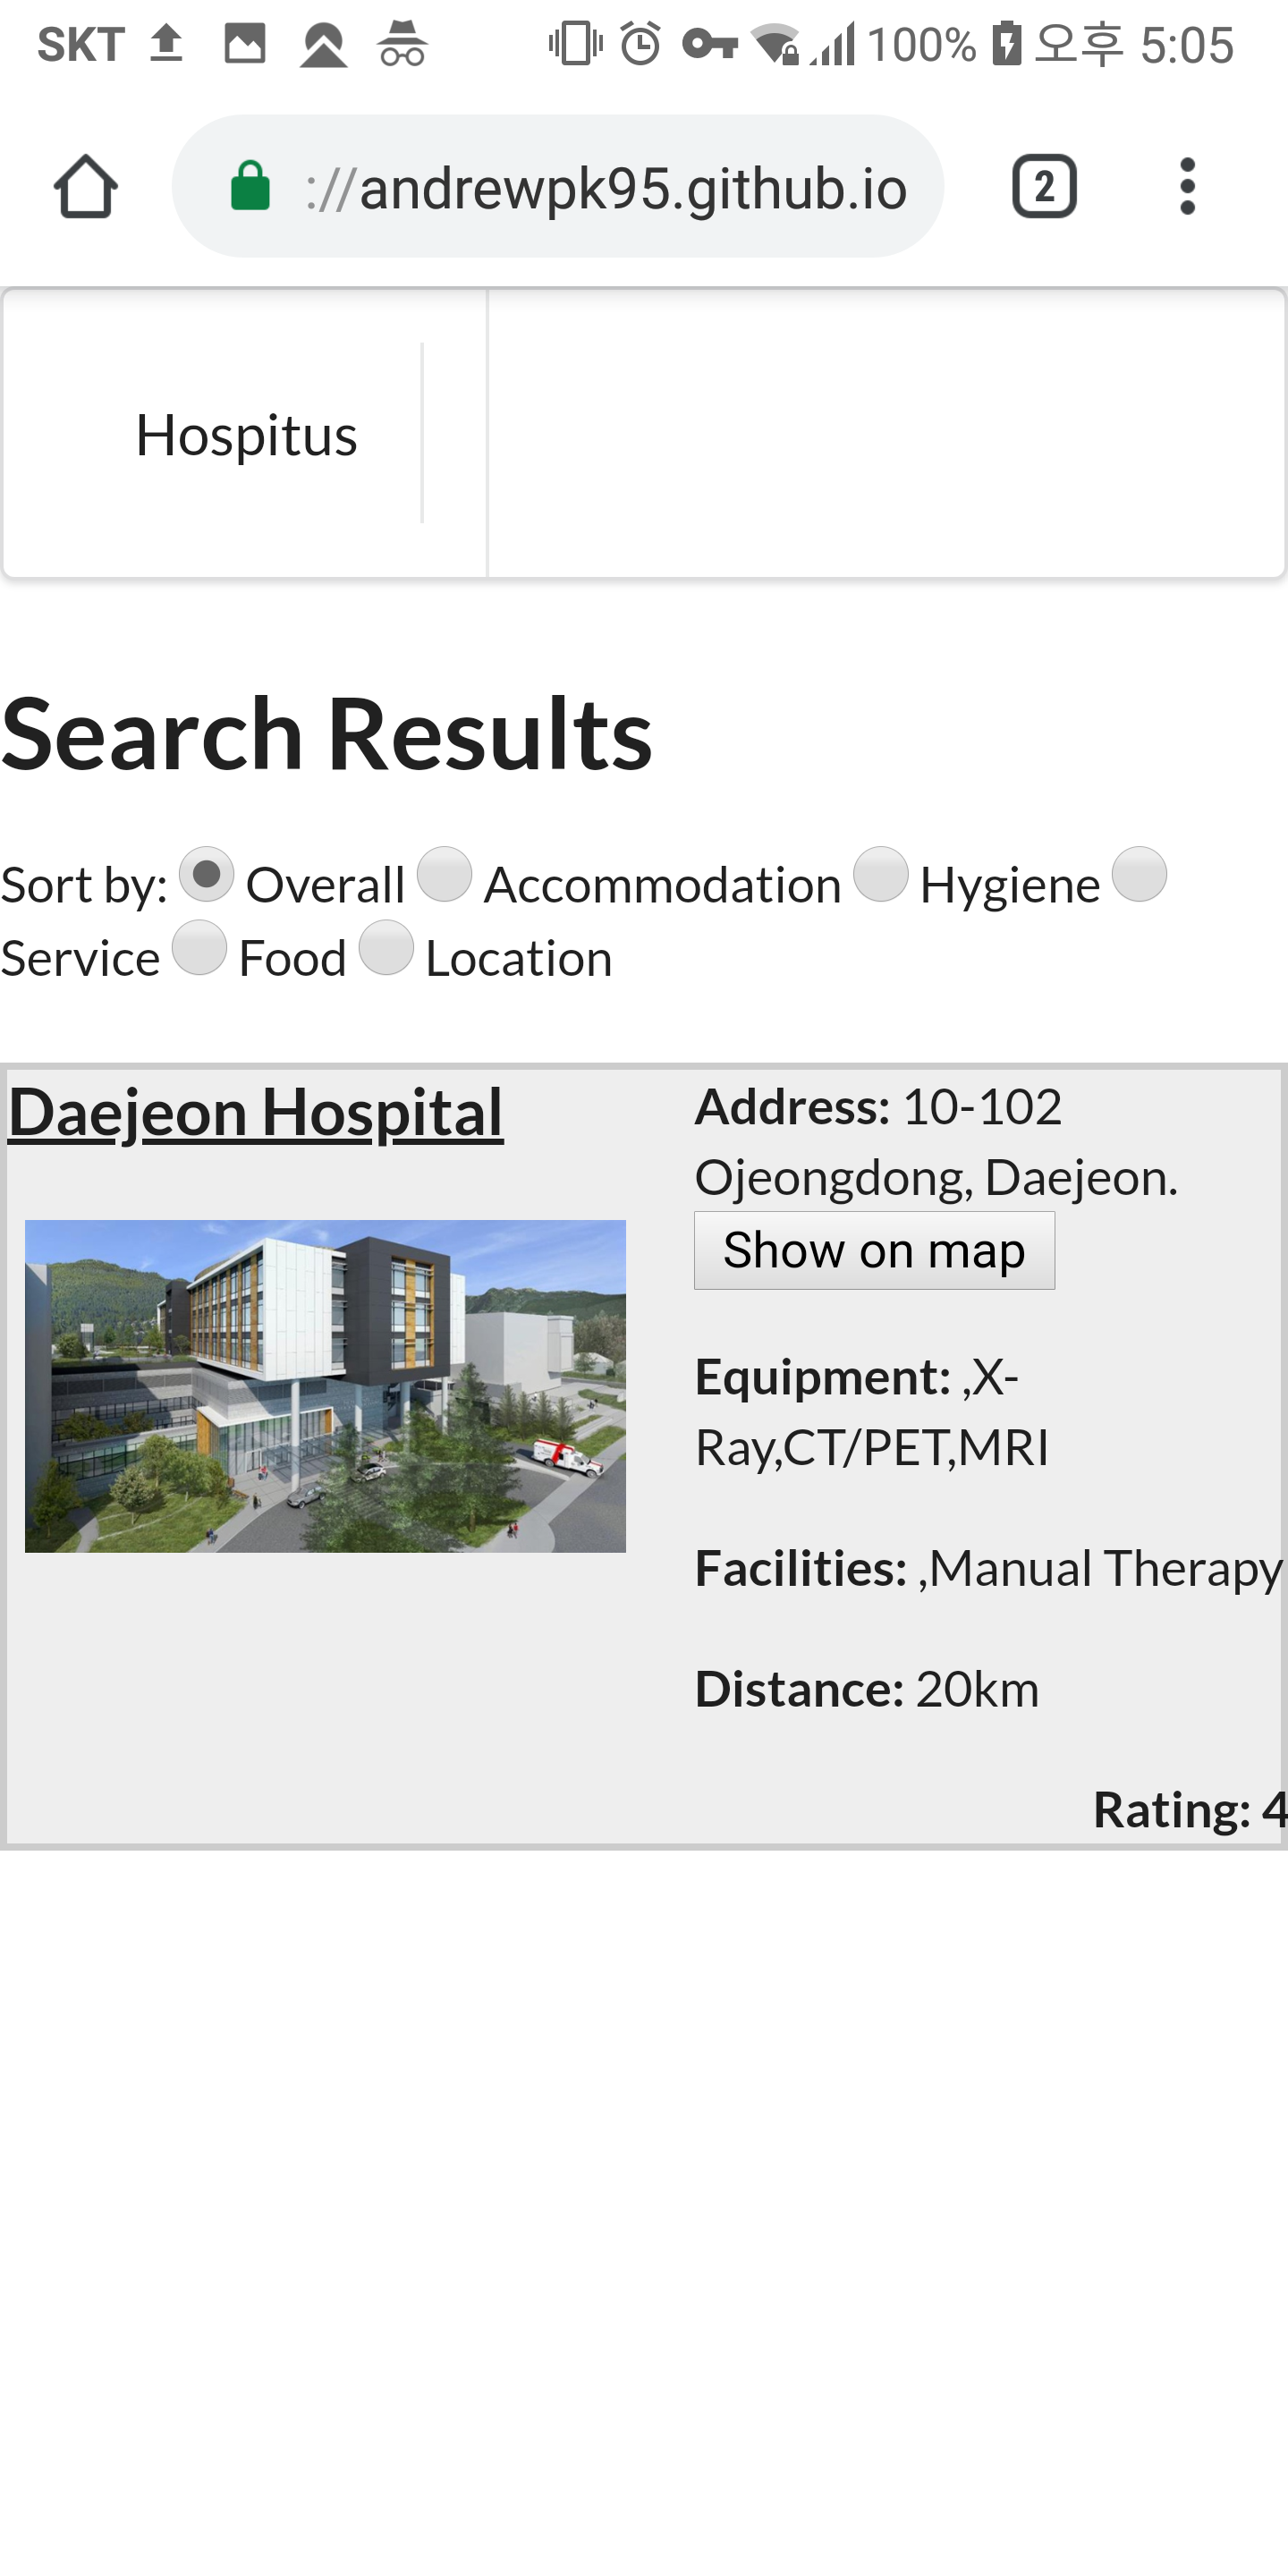 SKT 100% 오후 5:05
://andrewpk95.github.io 2
Hospitus
Search Results
Sort by: Overall Accommodation Hygiene
Service Food Location
Daejeon Hospital
Address: 10-102
Ojeongdong, Daejeon.
Show on map
Equipment: ,X-
Ray,CT/PET,MRI
Facilities: ,Manual Therapy
Distance: 20km
Rating: 4